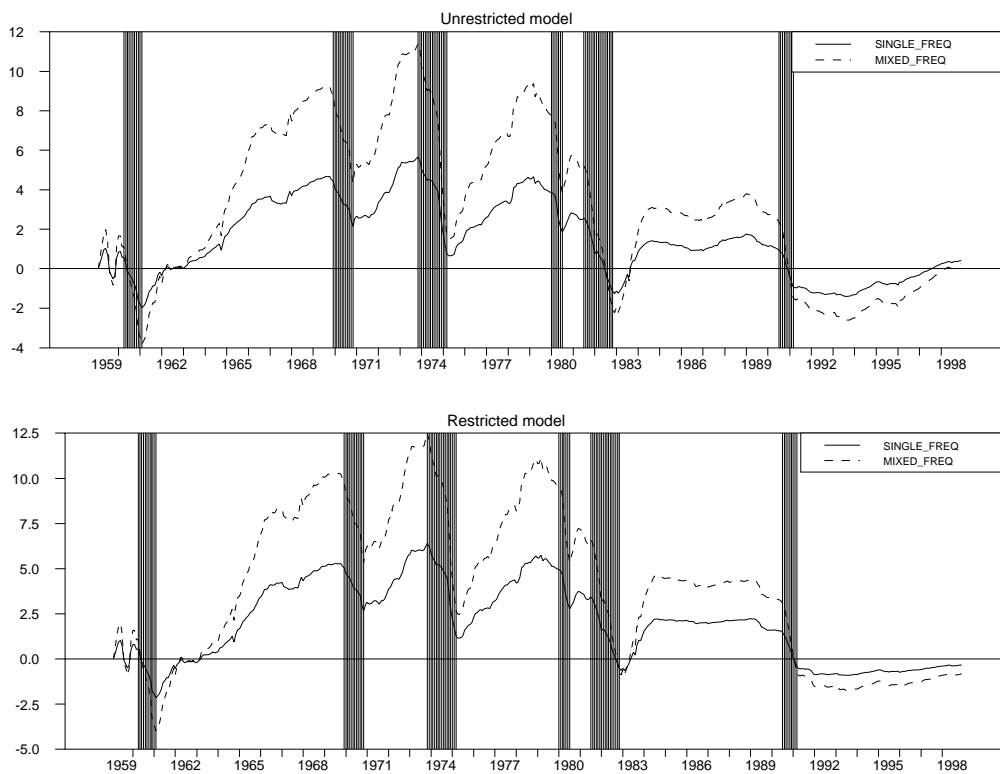 Unrestricted model
12
10
8
6
4
2
0
-2
-4
SINGLE_FREQ
MIXED_FREQ
1959 1962 1965 1968 1971 1974 1977 1980 1983 1986 1989 1992 1995 1998
Restricted model
12.5
10.0
7.5
5.0
2.5
0.0
-2.5
-5.0
SINGLE_FREQ
MIXED_FREQ
1959 1962 1965 1968 1971 1974 1977 1980 1983 1986 1989 1992 1995 1998